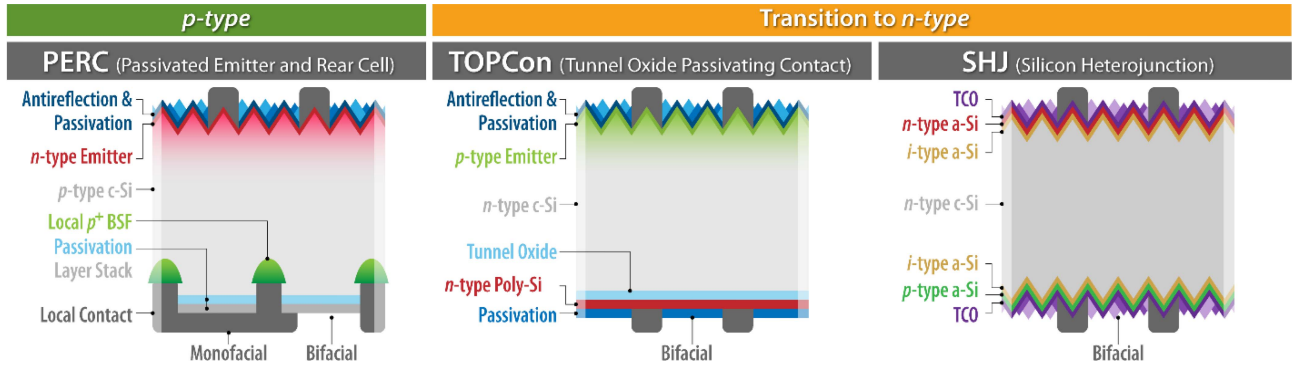 p-type
Transition to n-type
PERC (Passivated Emitter and Rear Cell)
TOPCon (Tunnel Oxide Passivating Contact)
SHJ (Silicon Heterojunction)
Antireflection &
Passivation
n-type Emitter
p-type c-Si
Local p⁺ BSF
Passivation
Layer Stack
Local Contact
Monofacial
Bifacial
Antireflection &
Passivation
p-type Emitter
n-type c-Si
Tunnel Oxide
n-type Poly-Si
Passivation
Bifacial
TCO
n-type a-Si
i-type a-Si
n-type c-Si
i-type a-Si
p-type a-Si
TCO
Bifacial